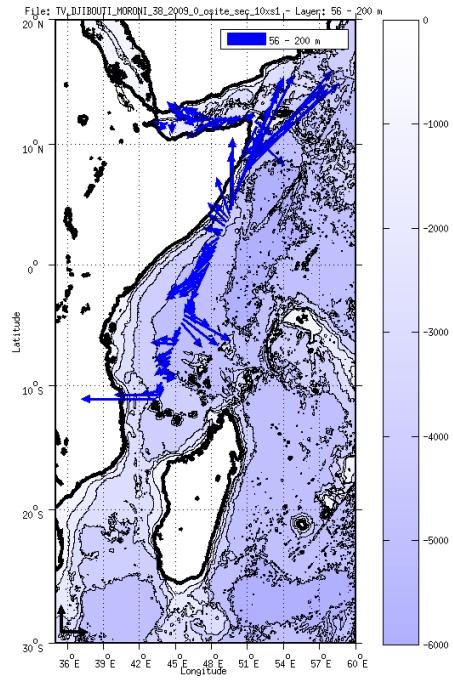 File: TV_DJIBOUTI_MORONI_38_2009_0_osite_sec_10xs1 - Layer: 56 - 200 m
56 - 200 m
20°N
10°N
0°
10°S
20°S
30°S
Latitude
36°E 39°E 42°E 45°E 48°E 51°E 54°E 57°E 60°E
Longitude
0
-1000
-2000
-3000
-4000
-5000
-6000